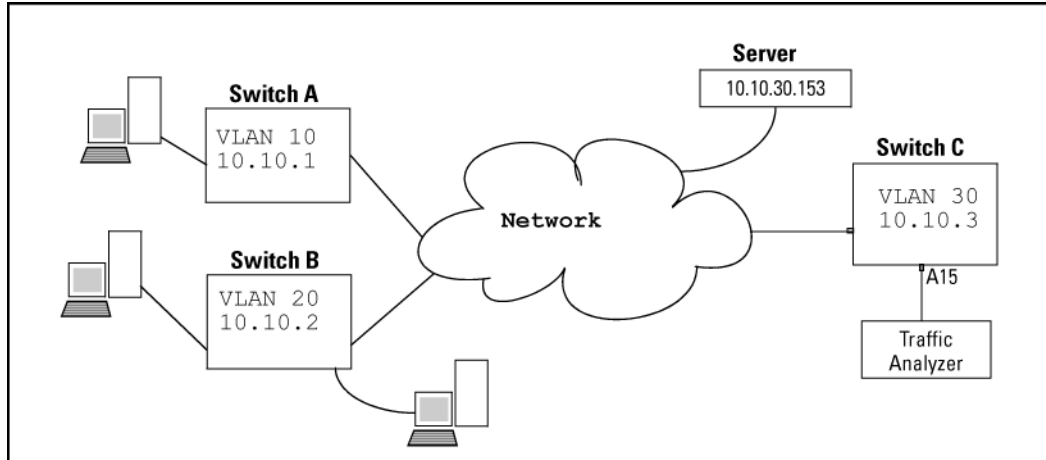 Server
10.10.30.153
Switch A
VLAN 10
10.10.1
Switch C
VLAN 30
10.10.3
Network
Switch B
VLAN 20
10.10.2
A15
Traffic
Analyzer